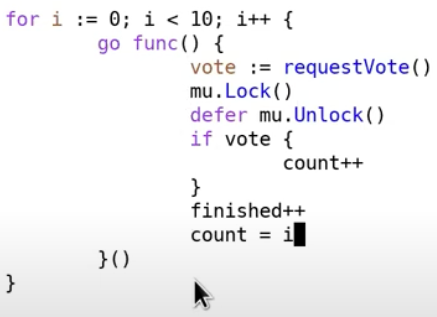 for i := 0; i < 10; i++ {
go func() {
vote := requestVote()
mu.Lock()
defer mu.Unlock()
if vote {
count++
}
finished++
count = i
}()
}